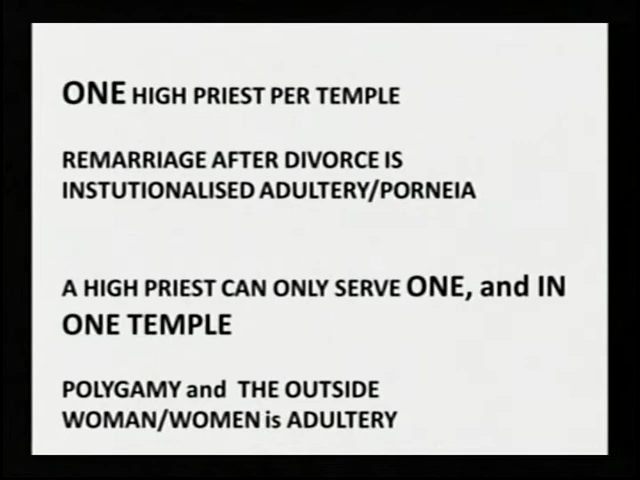 ONE HIGH PRIEST PER TEMPLE
REMARRIAGE AFTER DIVORCE IS
INSTUTIONALISED ADULTERY/PORNEIA
A HIGH PRIEST CAN ONLY SERVE ONE, and IN
ONE TEMPLE
POLYGAMY and THE OUTSIDE
WOMAN/WOMEN is ADULTERY